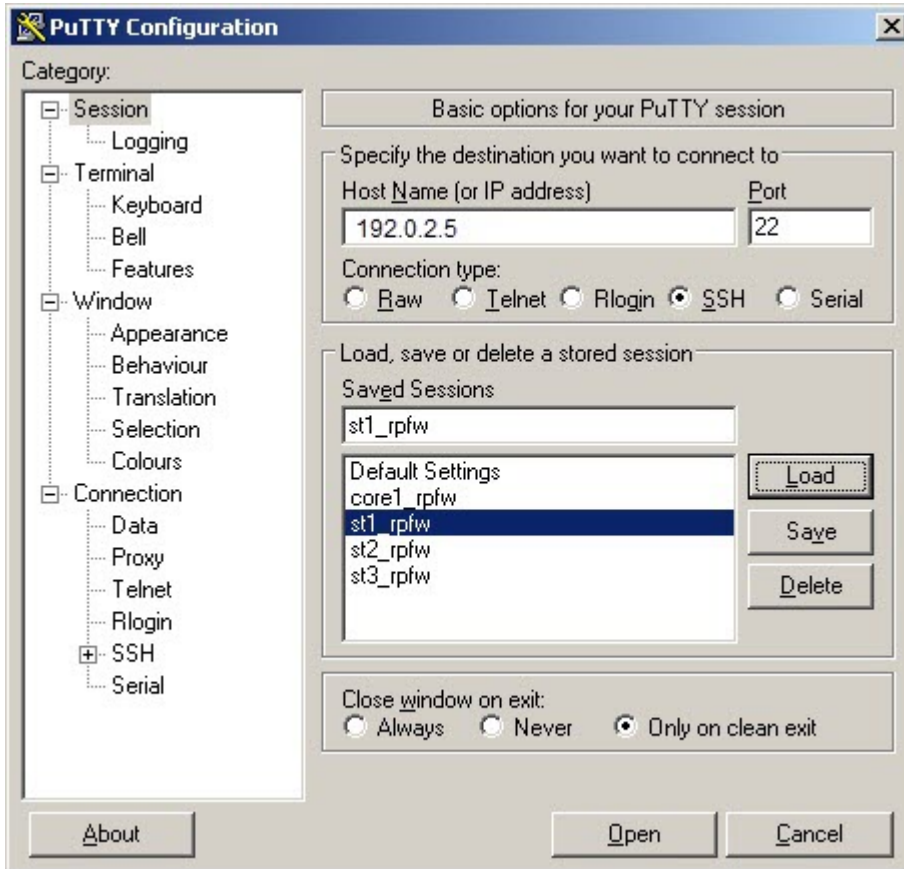 PuTTY Configuration
Category:
Session
Logging
Terminal
Keyboard
Bell
Features
Window
Appearance
Behaviour
Translation
Selection
Colours
Connection
Data
Proxy
Telnet
Rlogin
SSH
Serial
Basic options for your PuTTY session
Specify the destination you want to connect to
Host Name (or IP address) Port
192.0.2.5 22
Connection type:
Raw Telnet Rlogin SSH Serial
Load, save or delete a stored session
Saved Sessions
st1_rpfw
Default Settings
core1_rpfw
st1_rpfw
st2_rpfw
st3_rpfw
Load
Save
Delete
Close window on exit:
Always Never Only on clean exit
About Open Cancel